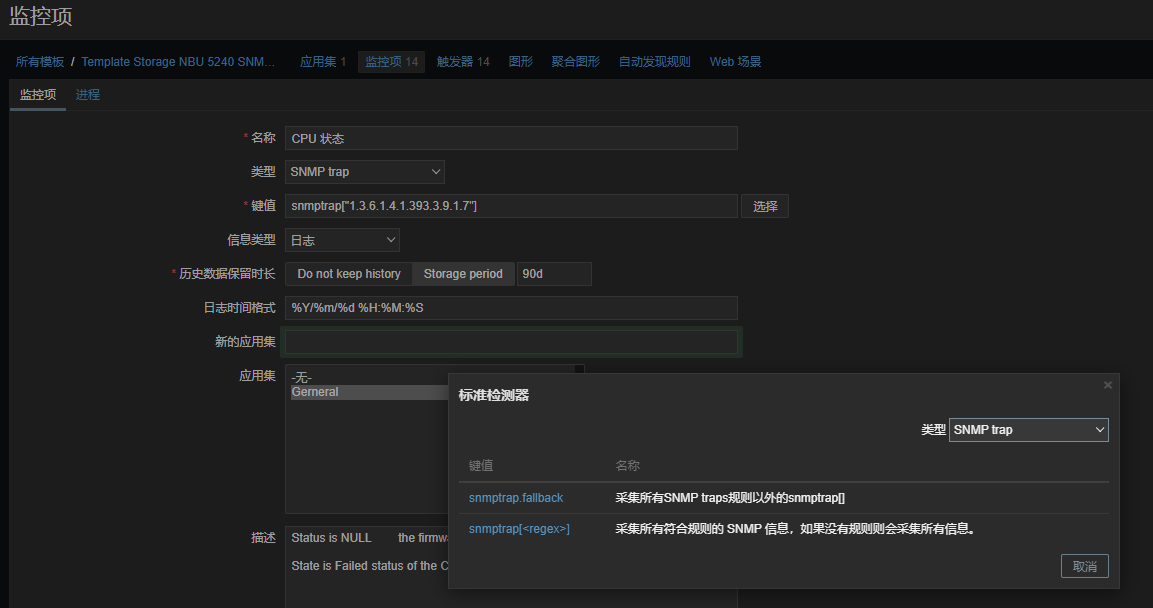 监控项
所有模板 / Template Storage NBU 5240 SNM... 应用集 1 监控项 14 触发器 14 图形 聚合图形 自动发现规则 Web 场景
监控项 进程
* 名称 CPU 状态
类型 SNMP trap
* 键值 snmptrap["1.3.6.1.4.1.393.3.9.1.7"] 选择
信息类型 日志
* 历史数据保留时长 Do not keep history Storage period 90d
日志时间格式 %Y/%m/%d %H:%M:%S
新的应用集
应用集 -无-
Gerneral
标准检测器 ×
类型 SNMP trap
键值 名称
snmptrap.fallback 采集所有SNMP traps规则以外的snmptrap[]
snmptrap[<regex>] 采集所有符合规则的 SNMP 信息，如果没有规则则会采集所有信息。
取消
描述 Status is NULL the firmw
State is Failed status of the C